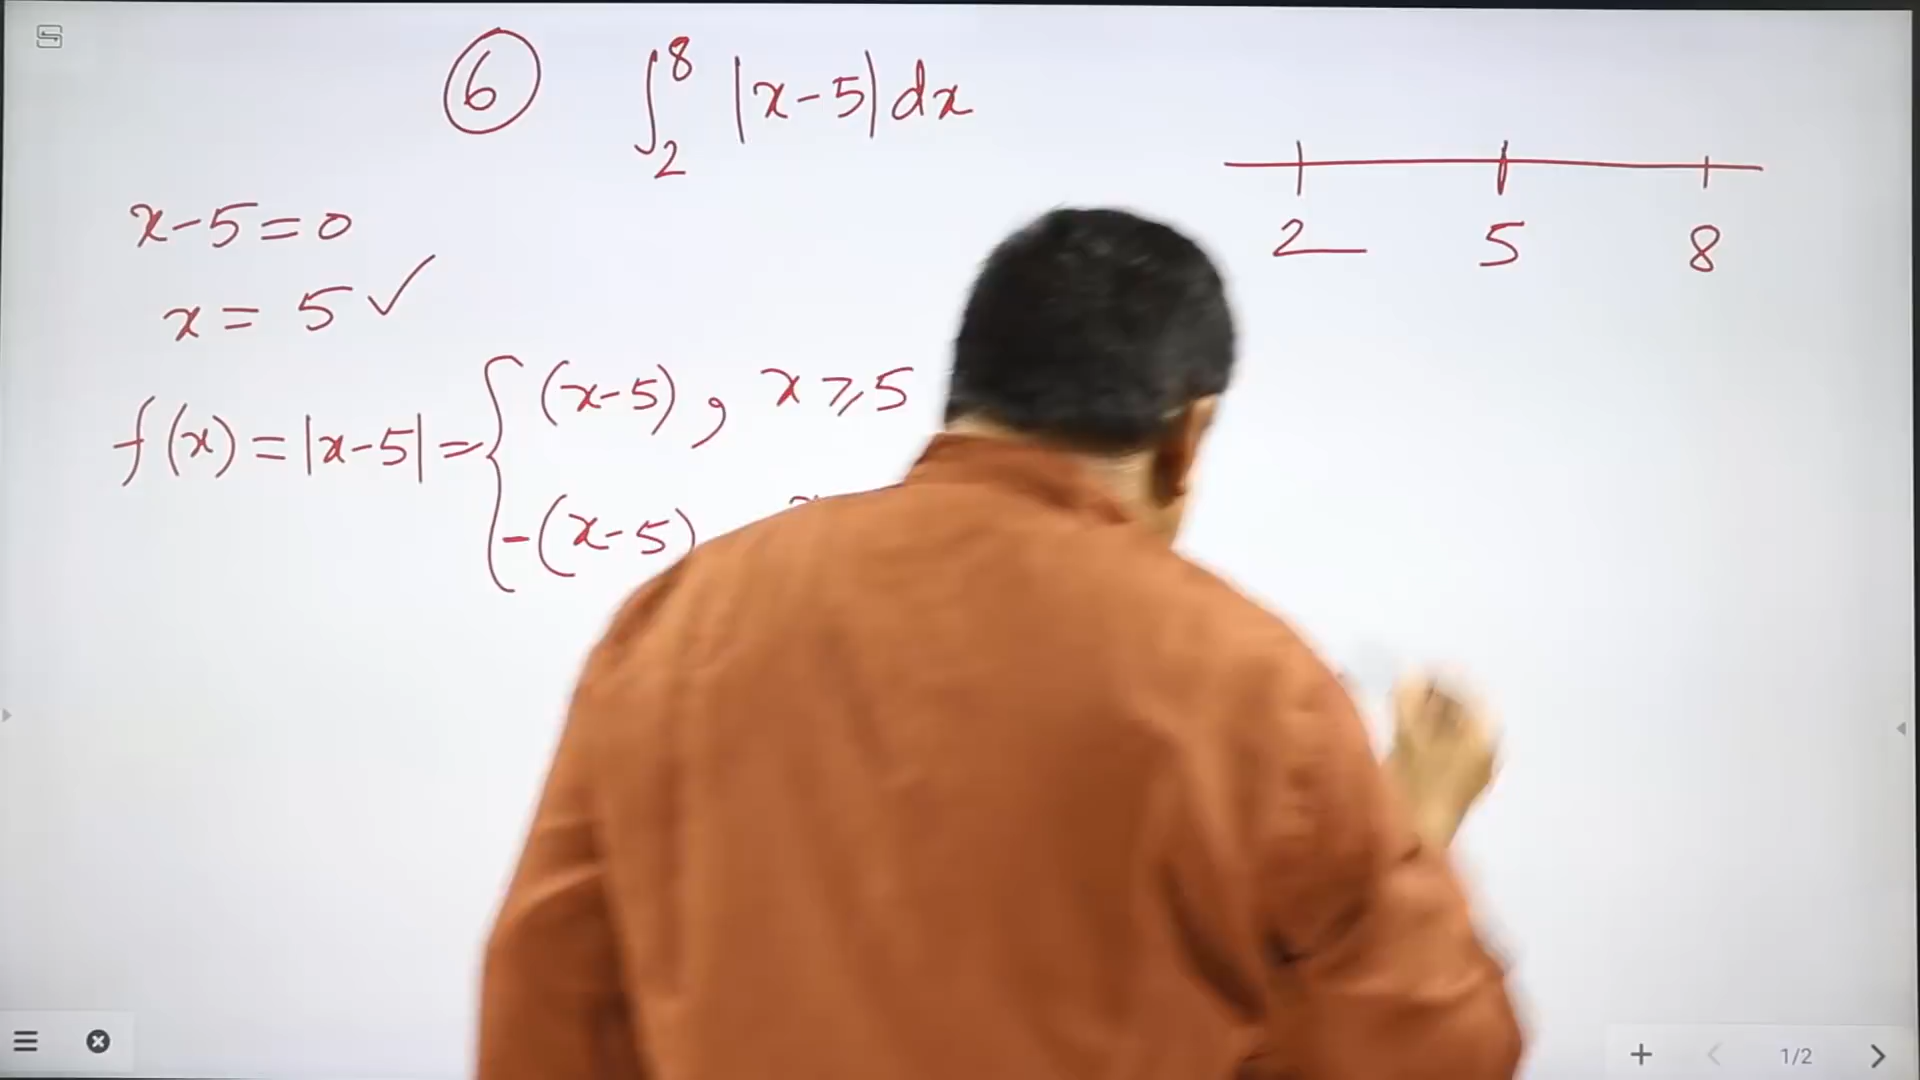 ⑥ ∫₂⁸ |x-5| dx
2 5 8
x-5=0
x = 5 ✓
f(x) = |x-5| = { (x-5) , x ⩾ 5
-(x-5)
1/2